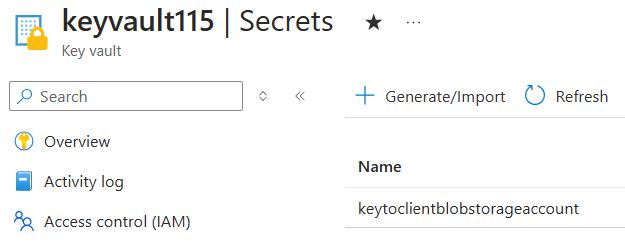 keyvault115 | Secrets ★ ...
Key vault
Search
Generate/Import Refresh
Overview
Name
Activity log
keytoclientblobstorageaccount
Access control (IAM)